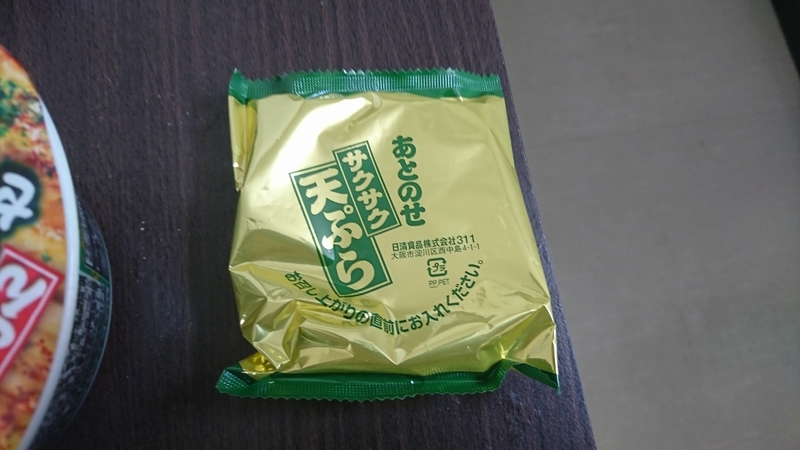 あとのせ
サクサク
天ぷら
日清食品株式会社311
大阪市淀川区西中島4-1-1
プラ
PP,PET
お召し上がりの直前にお入れください。
せ
ん